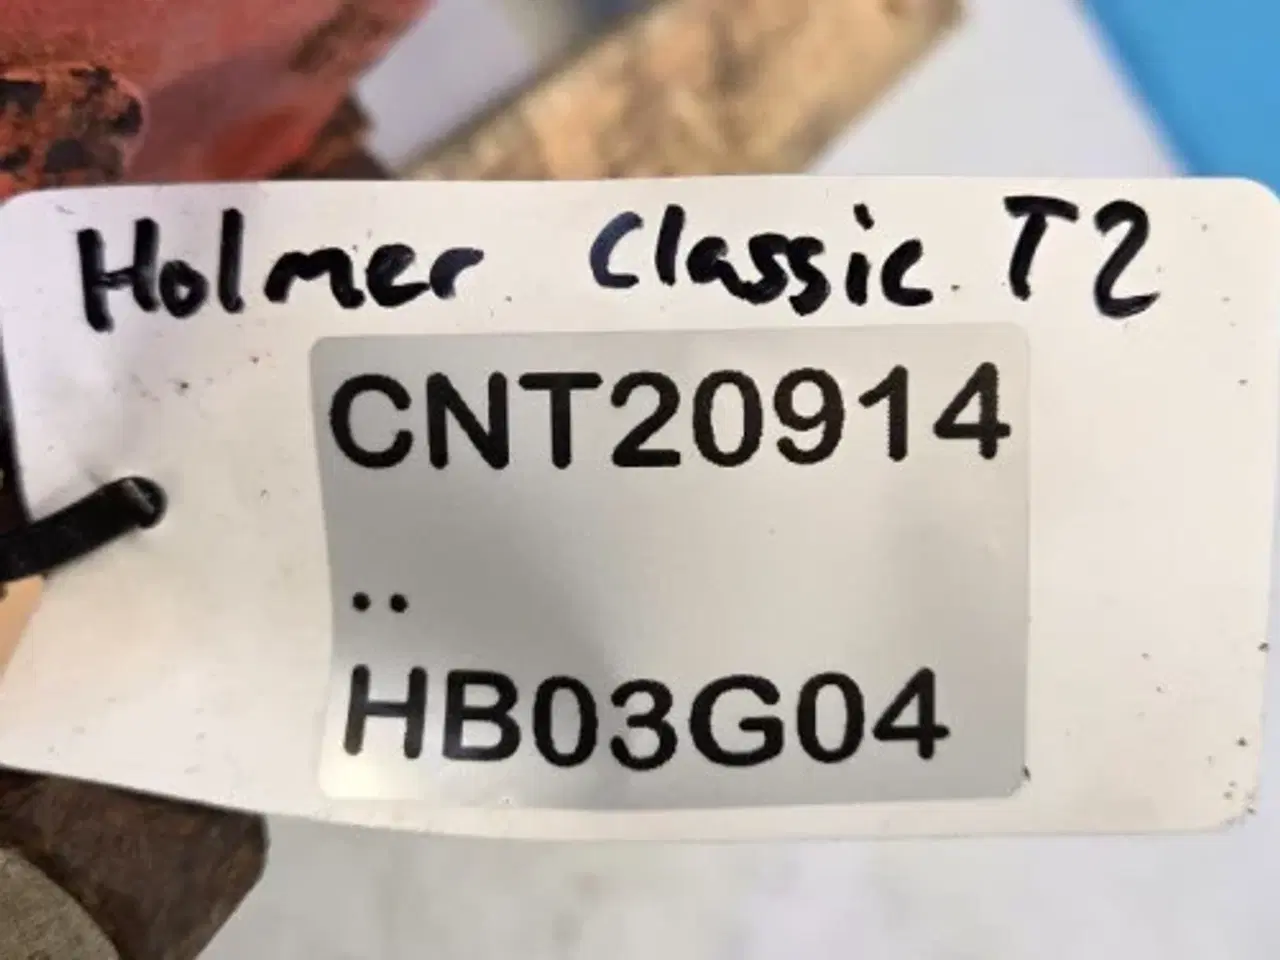 Holmer Classic T2
CNT20914
..
HB03G04